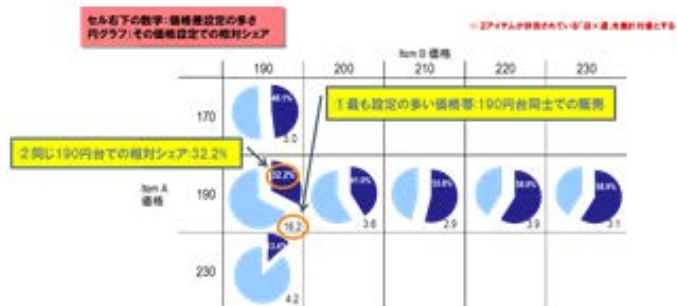 セル右下の数字：価格差設定の多さ
円グラフ：その価格設定での相対シェア
※ 2アイテムが併売されている"店×週"を集計対象とする
Item B 価格
190 200 210 220 230
①最も設定の多い価格帯：190円台同士での販売
170
3.0
②同じ190円台での相対シェア：32.2%
Item A
価格
190
32.2%
16.2
3.6
2.9
3.9
3.1
230
4.2